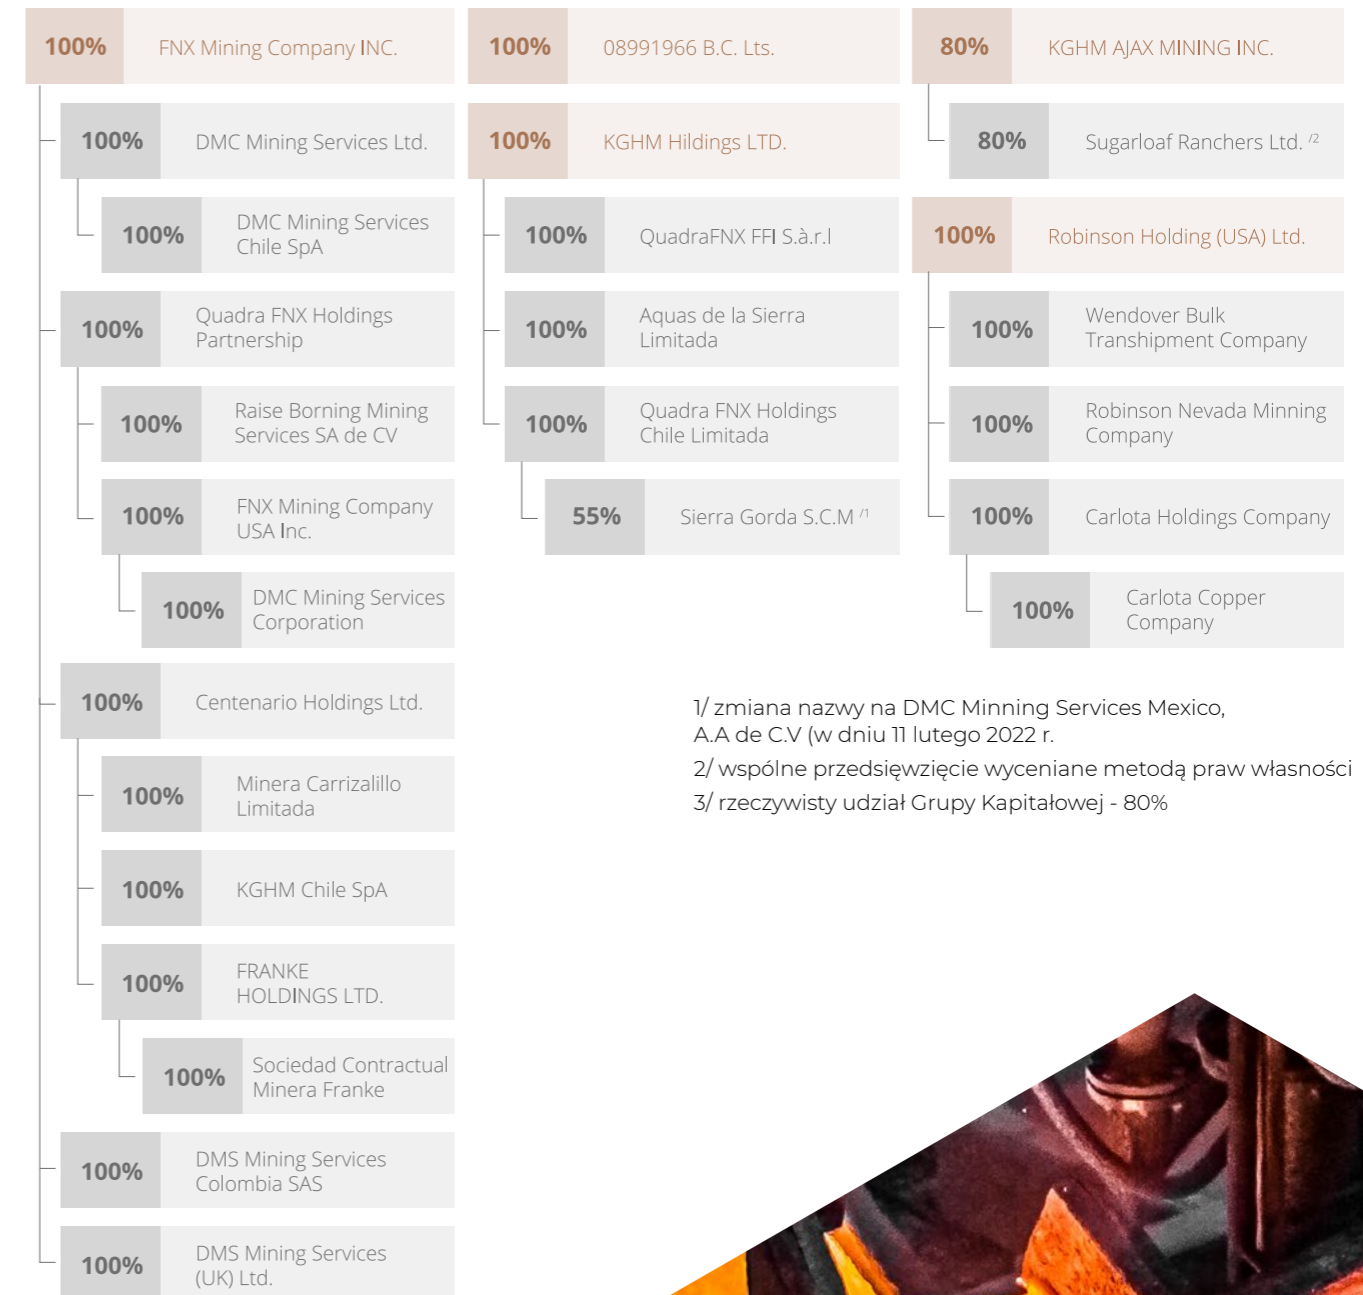 100% FNX Mining Company INC.
100% DMC Mining Services Ltd.
100% DMC Mining Services
Chile SpA
100% Quadra FNX Holdings
Partnership
100% Raise Borning Mining
Services SA de CV
100% FNX Mining Company
USA Inc.
100% DMC Mining Services
Corporation
100% Centenario Holdings Ltd.
100% Minera Carrizalillo
Limitada
100% KGHM Chile SpA
100% FRANKE
HOLDINGS LTD.
100% Sociedad Contractual
Minera Franke
100% DMS Mining Services
Colombia SAS
100% DMS Mining Services
(UK) Ltd.
100% 08991966 B.C. Lts.
100% KGHM Hildings LTD.
100% QuadraFNX FFI S.à.r.l
100% Aquas de la Sierra
Limitada
100% Quadra FNX Holdings
Chile Limitada
55% Sierra Gorda S.C.M /1
80% KGHM AJAX MINING INC.
80% Sugarloaf Ranchers Ltd. /2
100% Robinson Holding (USA) Ltd.
100% Wendover Bulk
Transhipment Company
100% Robinson Nevada Minning
Company
100% Carlota Holdings Company
100% Carlota Copper
Company
1/ zmiana nazwy na DMC Minning Services Mexico,
A.A de C.V (w dniu 11 lutego 2022 r.
2/ wspólne przedsięwzięcie wyceniane metodą praw własności
3/ rzeczywisty udział Grupy Kapitałowej - 80%